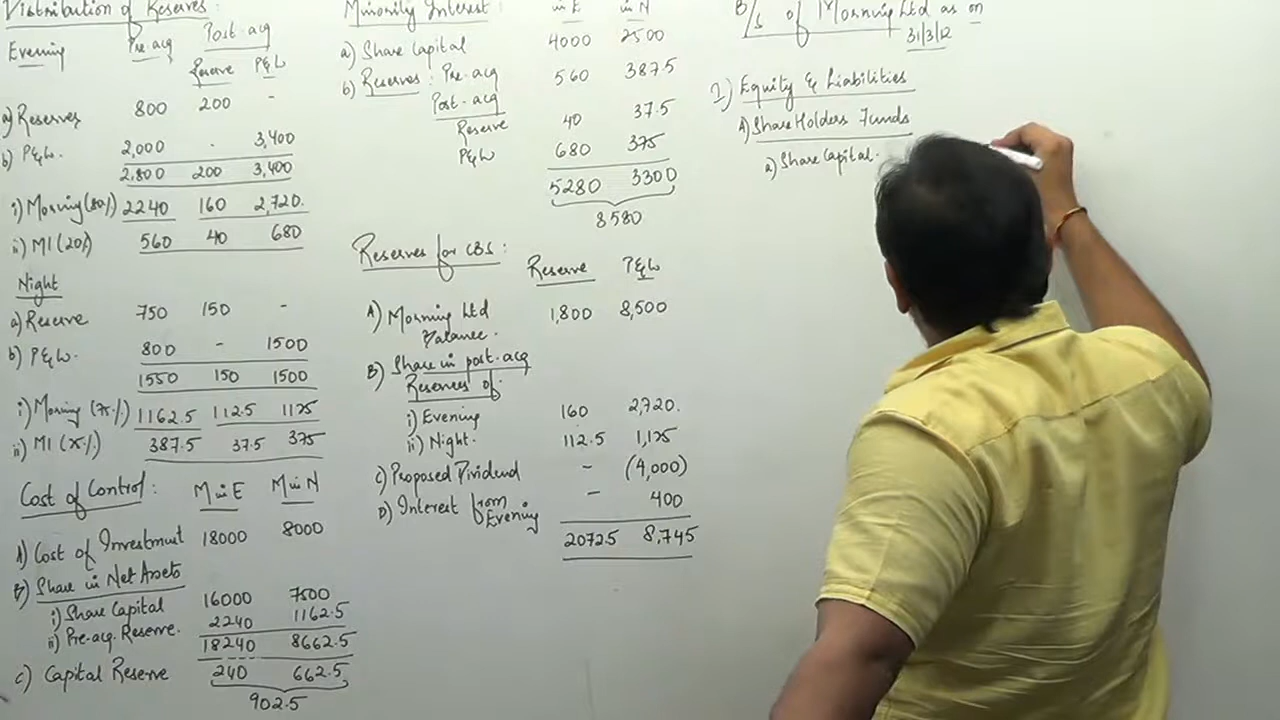 Distribution of Reserves:
Evening Pre-acq Post-acq
Reserve P&L
a) Reserves 800 200 -
b) P&L. 2,000 - 3,400
2,800 200 3,400
i) Morning (80%) 2240 160 2,720.
ii) MI (20%) 560 40 680
Night
a) Reserve 750 150 -
b) P&L. 800 - 1500
1550 150 1500
i) Morning (75%) 1162.5 112.5 1125
ii) MI (25%) 387.5 37.5 375
Cost of Control: M in E M in N
A) Cost of Investment 18000 8000
B) Share in Net Assets
i) Share Capital 16000 7500
ii) Pre-acq. Reserve. 2240 1162.5
18240 8662.5
C) Capital Reserve 240 662.5
902.5
Minority Interest: in E in N
a) Share Capital 4000 2500
b) Reserves: Pre-acq 560 387.5
Post-acq
Reserve 40 37.5
P&L 680 375
5280 3300
8580
Reserves for CBS: Reserve P&L
A) Morning Ltd 1,800 8,500
Balance.
B) Share in post-acq
Reserves of:
i) Evening 160 2,720.
ii) Night. 112.5 1,125
C) Proposed Dividend - (4,000)
D) Interest from - 400
Evening
2072.5 8,745
B/s of Morning Ltd as on
31/3/12
I) Equity & Liabilities
A) Share Holders Funds
a) Share Capital.